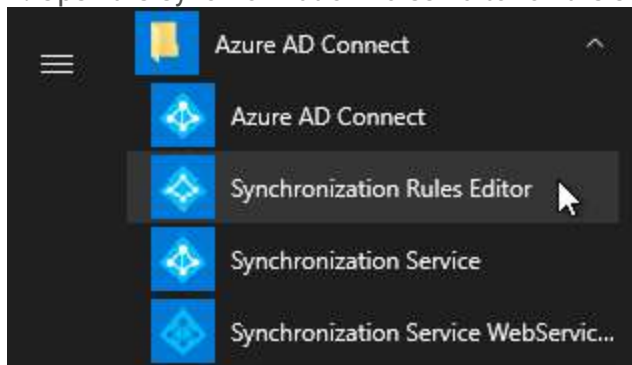 Azure AD Connect
Azure AD Connect
Synchronization Rules Editor
Synchronization Service
Synchronization Service WebServic...